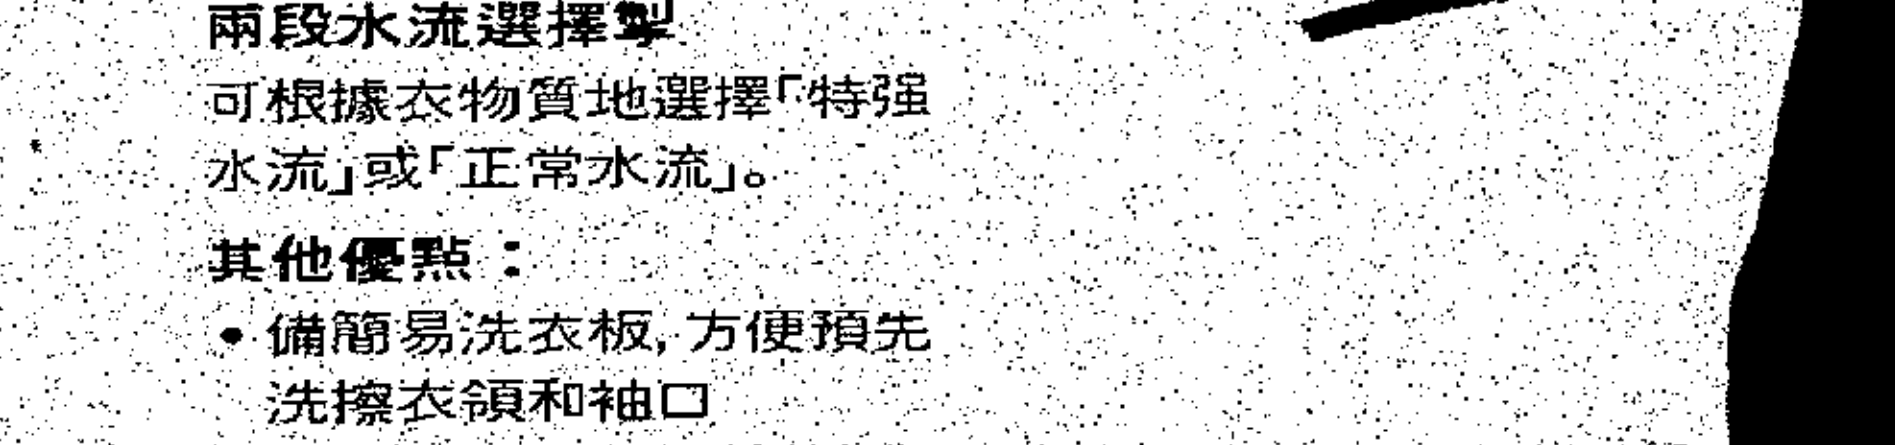 兩段水流選擇掣
可根據衣物質地選擇「特强
水流」或「正常水流」。
其他優點：
• 備簡易洗衣板, 方便預先
洗擦衣領和袖口